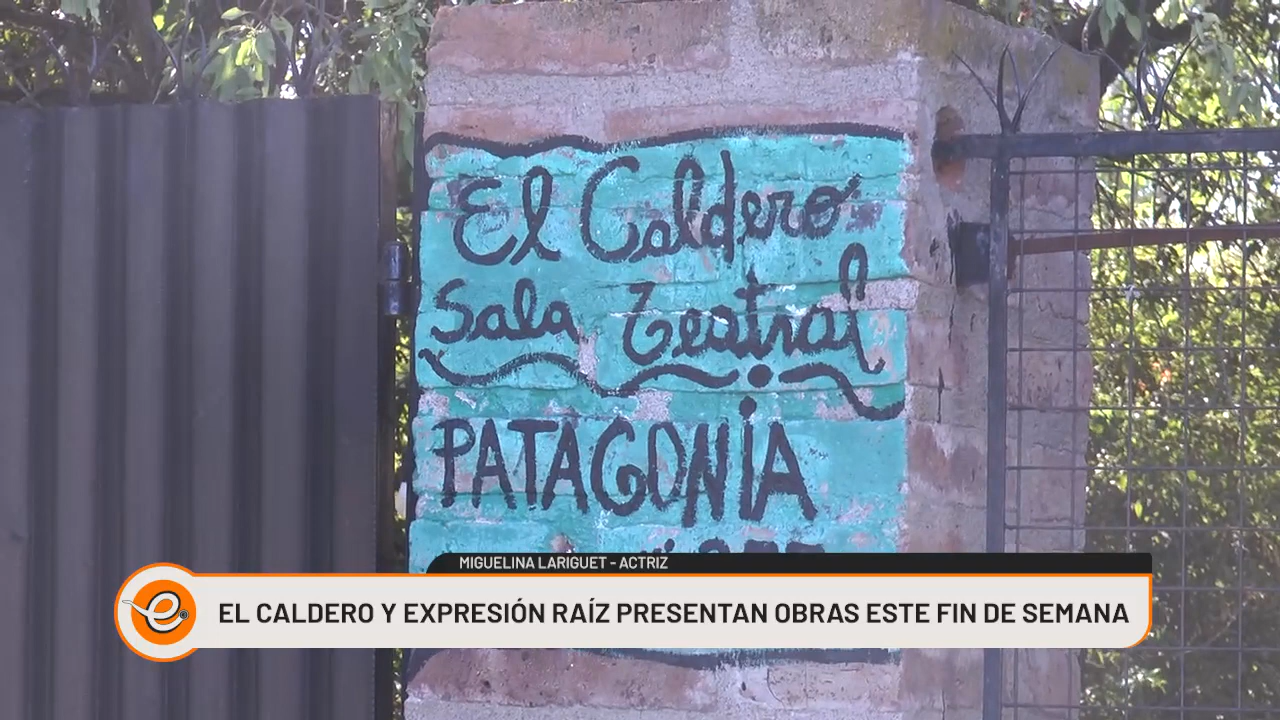 El Caldero
Sala Teatral
PATAGONIA
MIGUELINA LARIGUET - ACTRIZ
EL CALDERO Y EXPRESIÓN RAÍZ PRESENTAN OBRAS ESTE FIN DE SEMANA